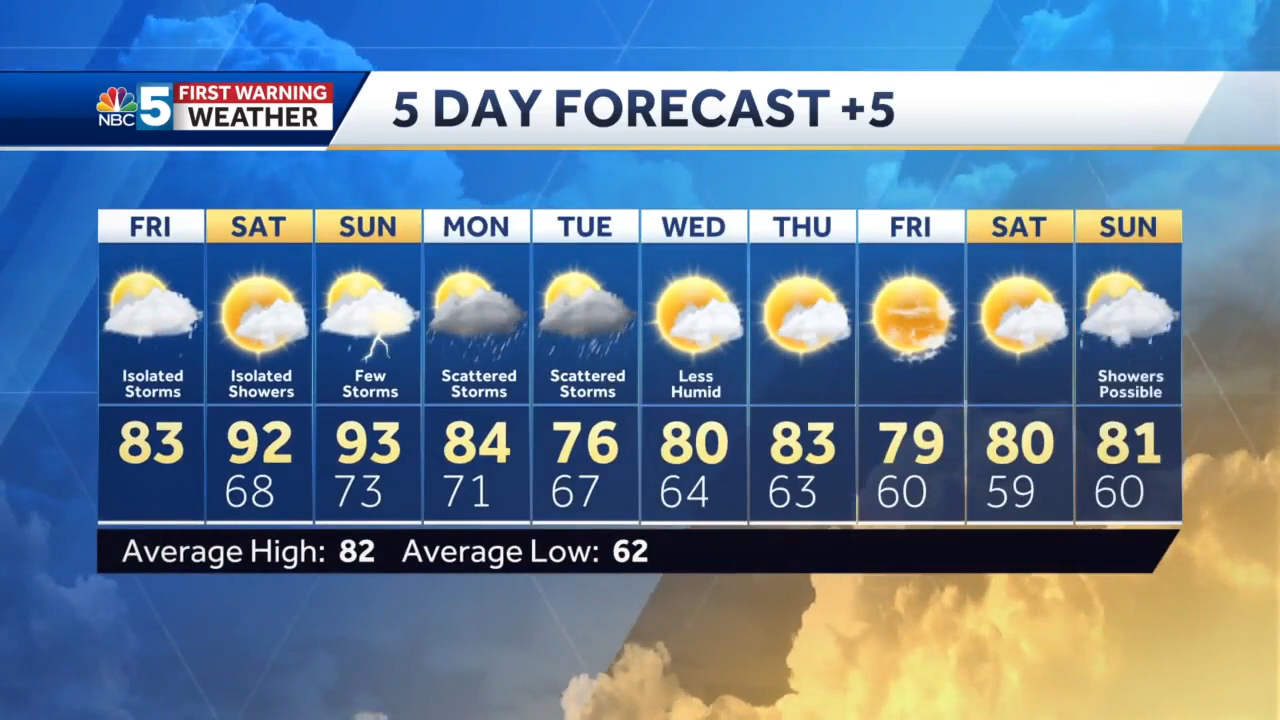 NBC 5 FIRST WARNING WEATHER
5 DAY FORECAST +5
FRI SAT SUN MON TUE WED THU FRI SAT SUN
Isolated Isolated Few Scattered Scattered Less Showers
Storms Showers Storms Storms Storms Humid Possible
83 92 93 84 76 80 83 79 80 81
68 73 71 67 64 63 60 59 60
Average High: 82 Average Low: 62